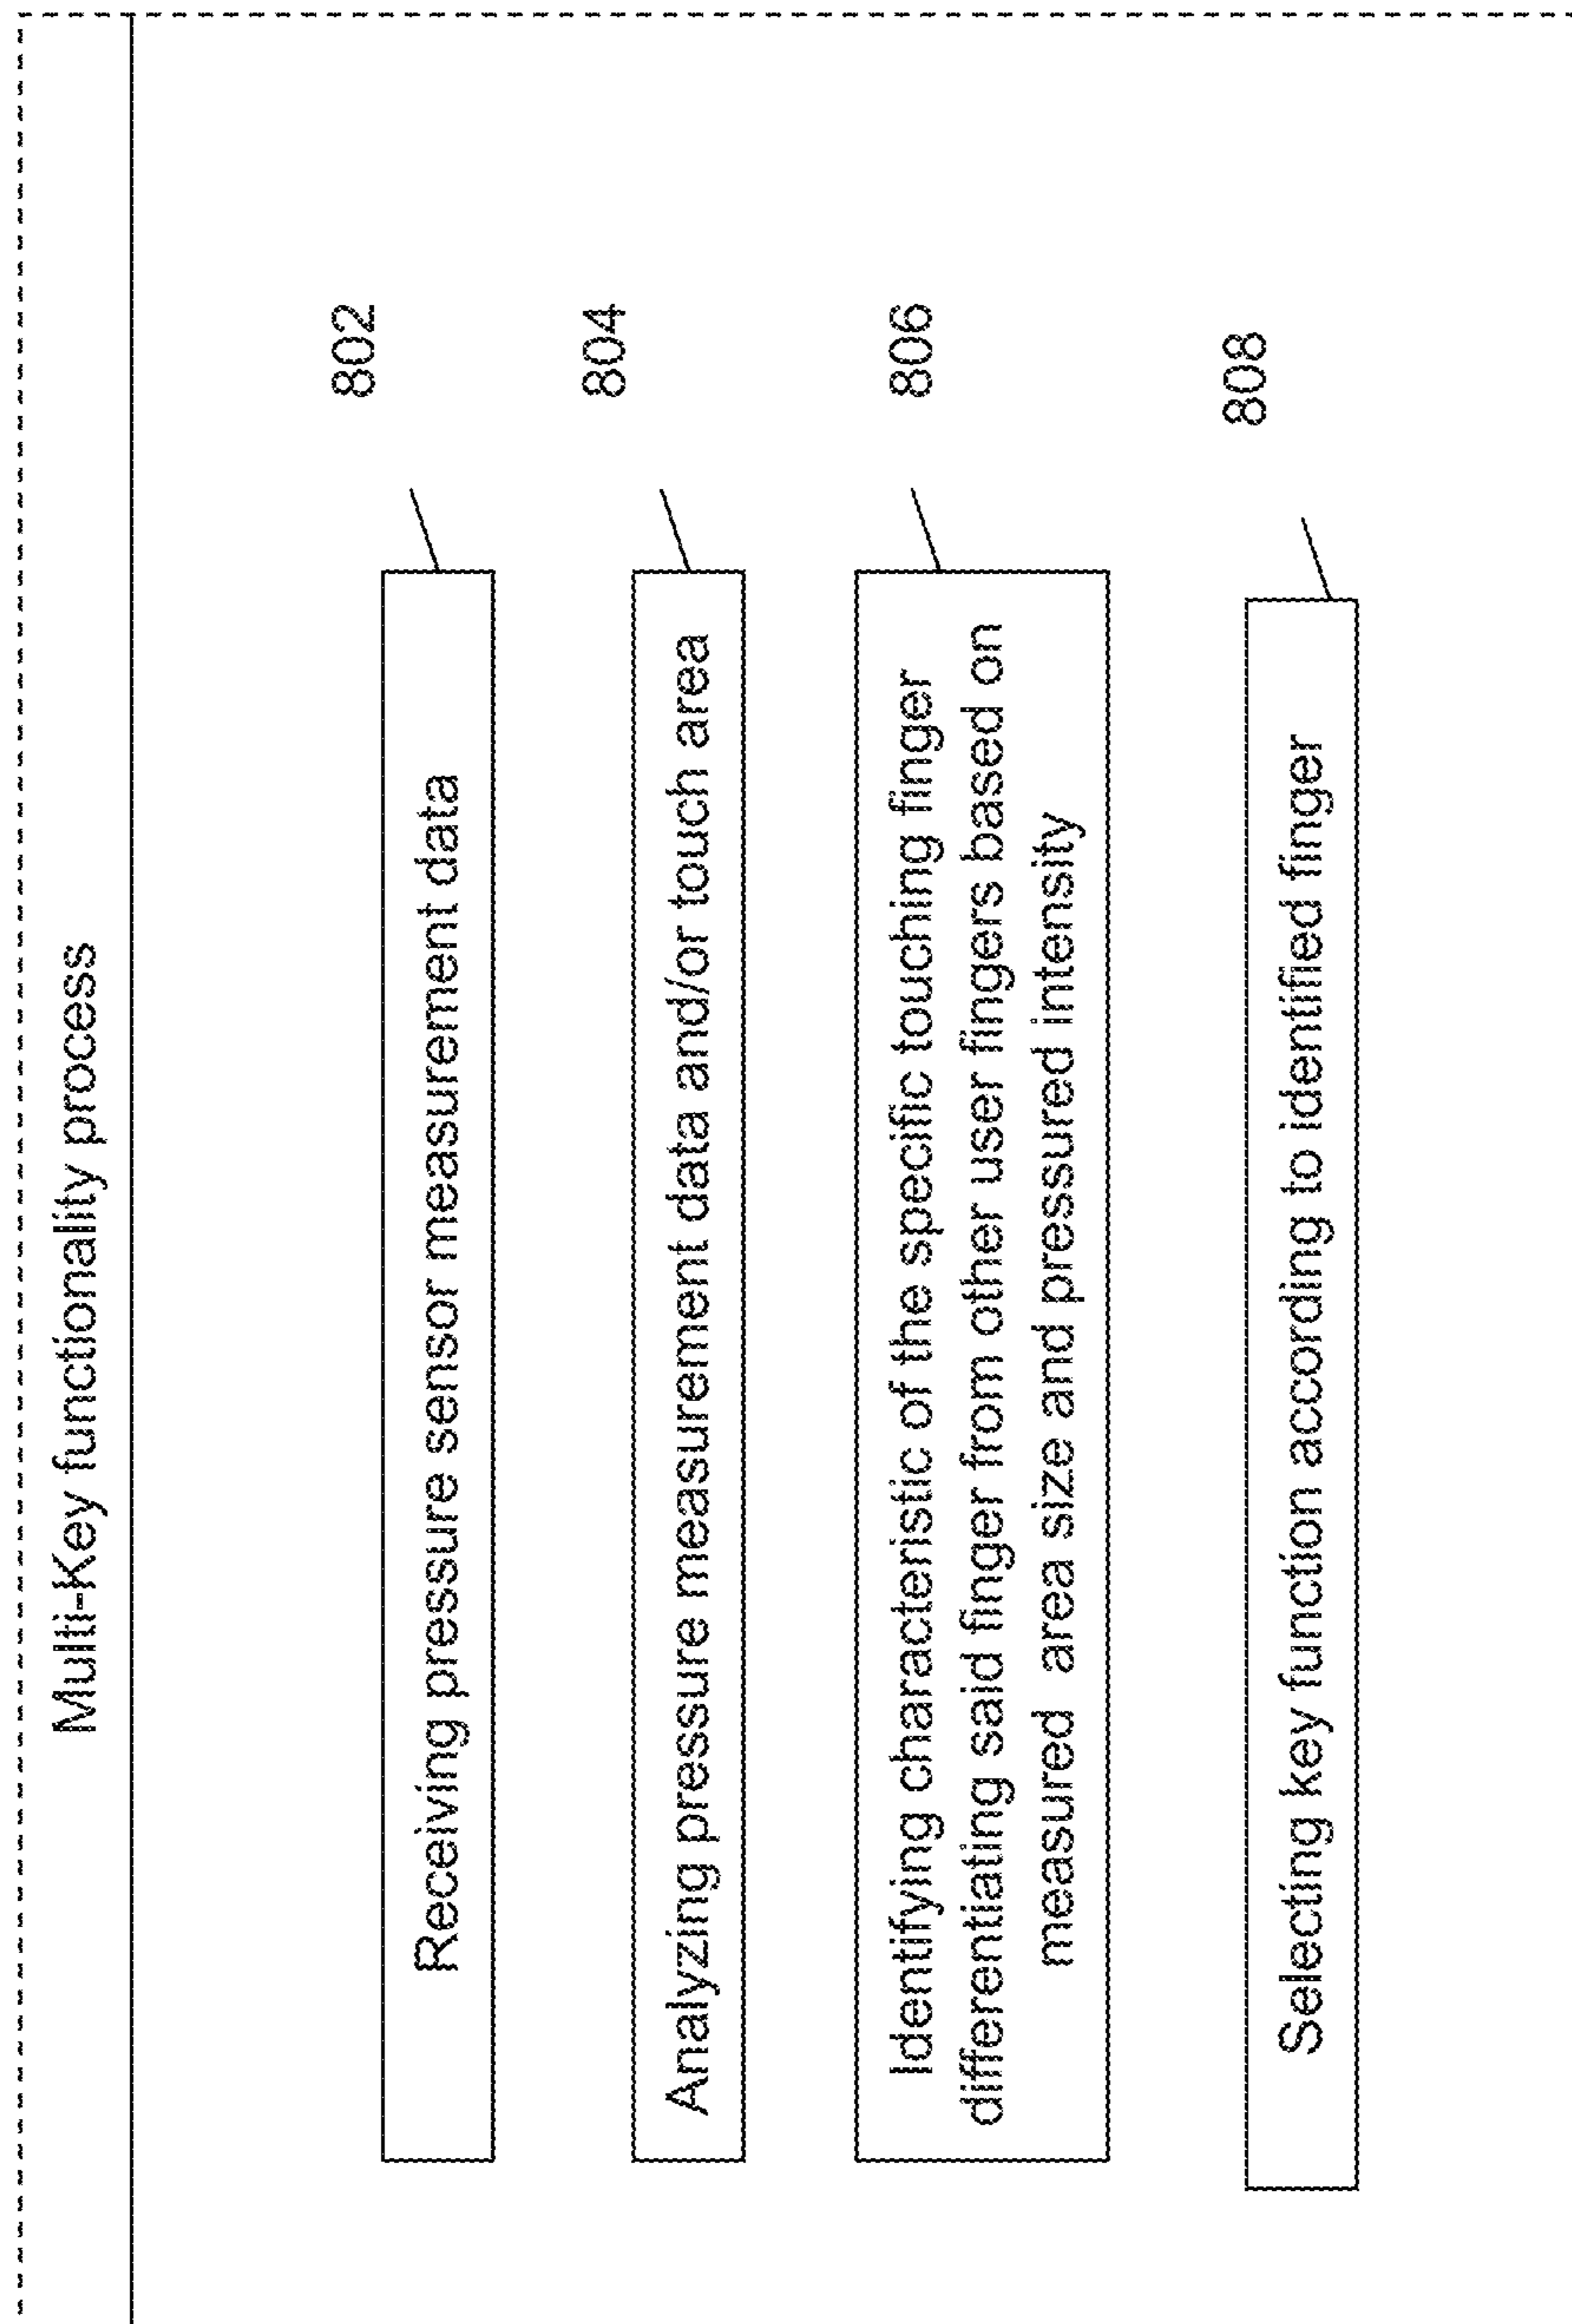 Multi-Key functionality process
Receiving pressure sensor measurement data
802
Analyzing pressure measurement data and/or touch area
804
Identifying characteristic of the specific touching finger
differentiating said finger from other user fingers based on
measured area size and pressured intensity
806
Selecting key function according to identified finger
808